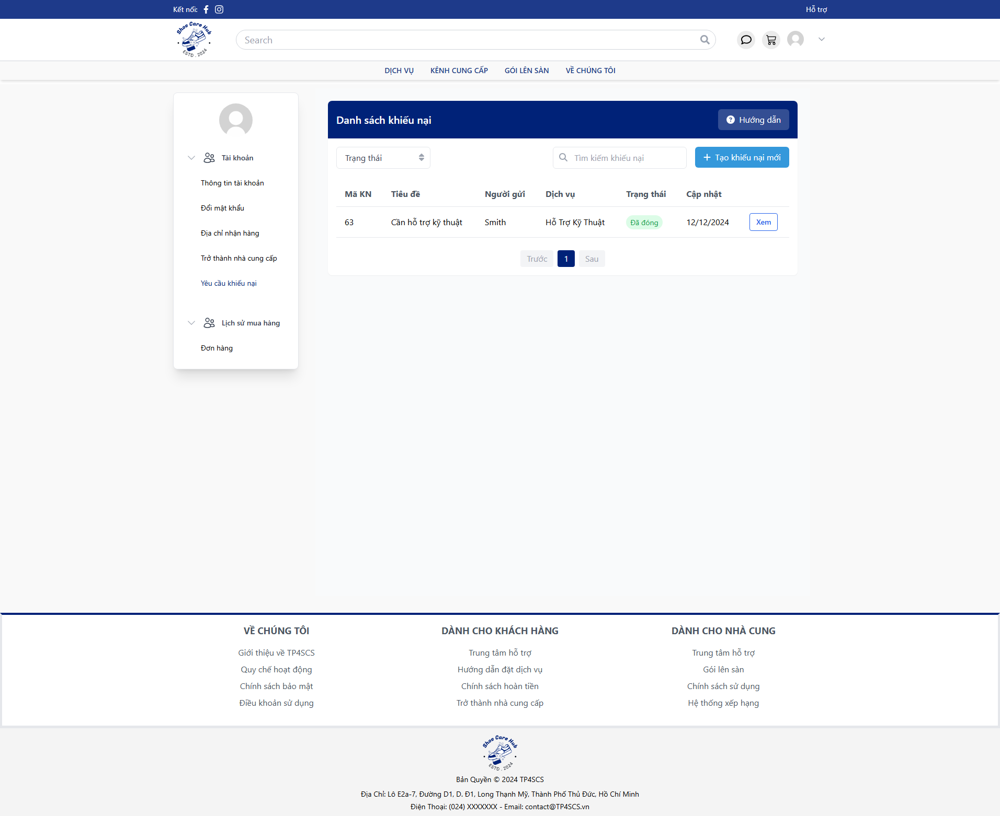 Kết nối:
Hỗ trợ
Shoe Care Hub
ESTD . 2024
Search
DỊCH VỤ
KÊNH CUNG CẤP
GÓI LÊN SÀN
VỀ CHÚNG TÔI
Tài khoản
Thông tin tài khoản
Đổi mật khẩu
Địa chỉ nhận hàng
Trở thành nhà cung cấp
Yêu cầu khiếu nại
Lịch sử mua hàng
Đơn hàng
Danh sách khiếu nại
Hướng dẫn
Trạng thái
Tìm kiếm khiếu nại
Tạo khiếu nại mới
Mã KN Tiêu đề Người gửi Dịch vụ Trạng thái Cập nhật
63 Cần hỗ trợ kỹ thuật Smith Hỗ Trợ Kỹ Thuật Đã đóng 12/12/2024 Xem
Trước 1 Sau
VỀ CHÚNG TÔI
Giới thiệu về TP4SCS
Quy chế hoạt động
Chính sách bảo mật
Điều khoản sử dụng
DÀNH CHO KHÁCH HÀNG
Trung tâm hỗ trợ
Hướng dẫn đặt dịch vụ
Chính sách hoàn tiền
Trở thành nhà cung cấp
DÀNH CHO NHÀ CUNG
Trung tâm hỗ trợ
Gói lên sàn
Chính sách sử dụng
Hệ thống xếp hạng
Shoe Care Hub
ESTD . 2024
Bản Quyền © 2024 TP4SCS
Địa Chỉ: Lô E2a-7, Đường D1, D. Đ1, Long Thạnh Mỹ, Thành Phố Thủ Đức, Hồ Chí Minh
Điện Thoại: (024) XXXXXXX - Email: contact@TP4SCS.vn